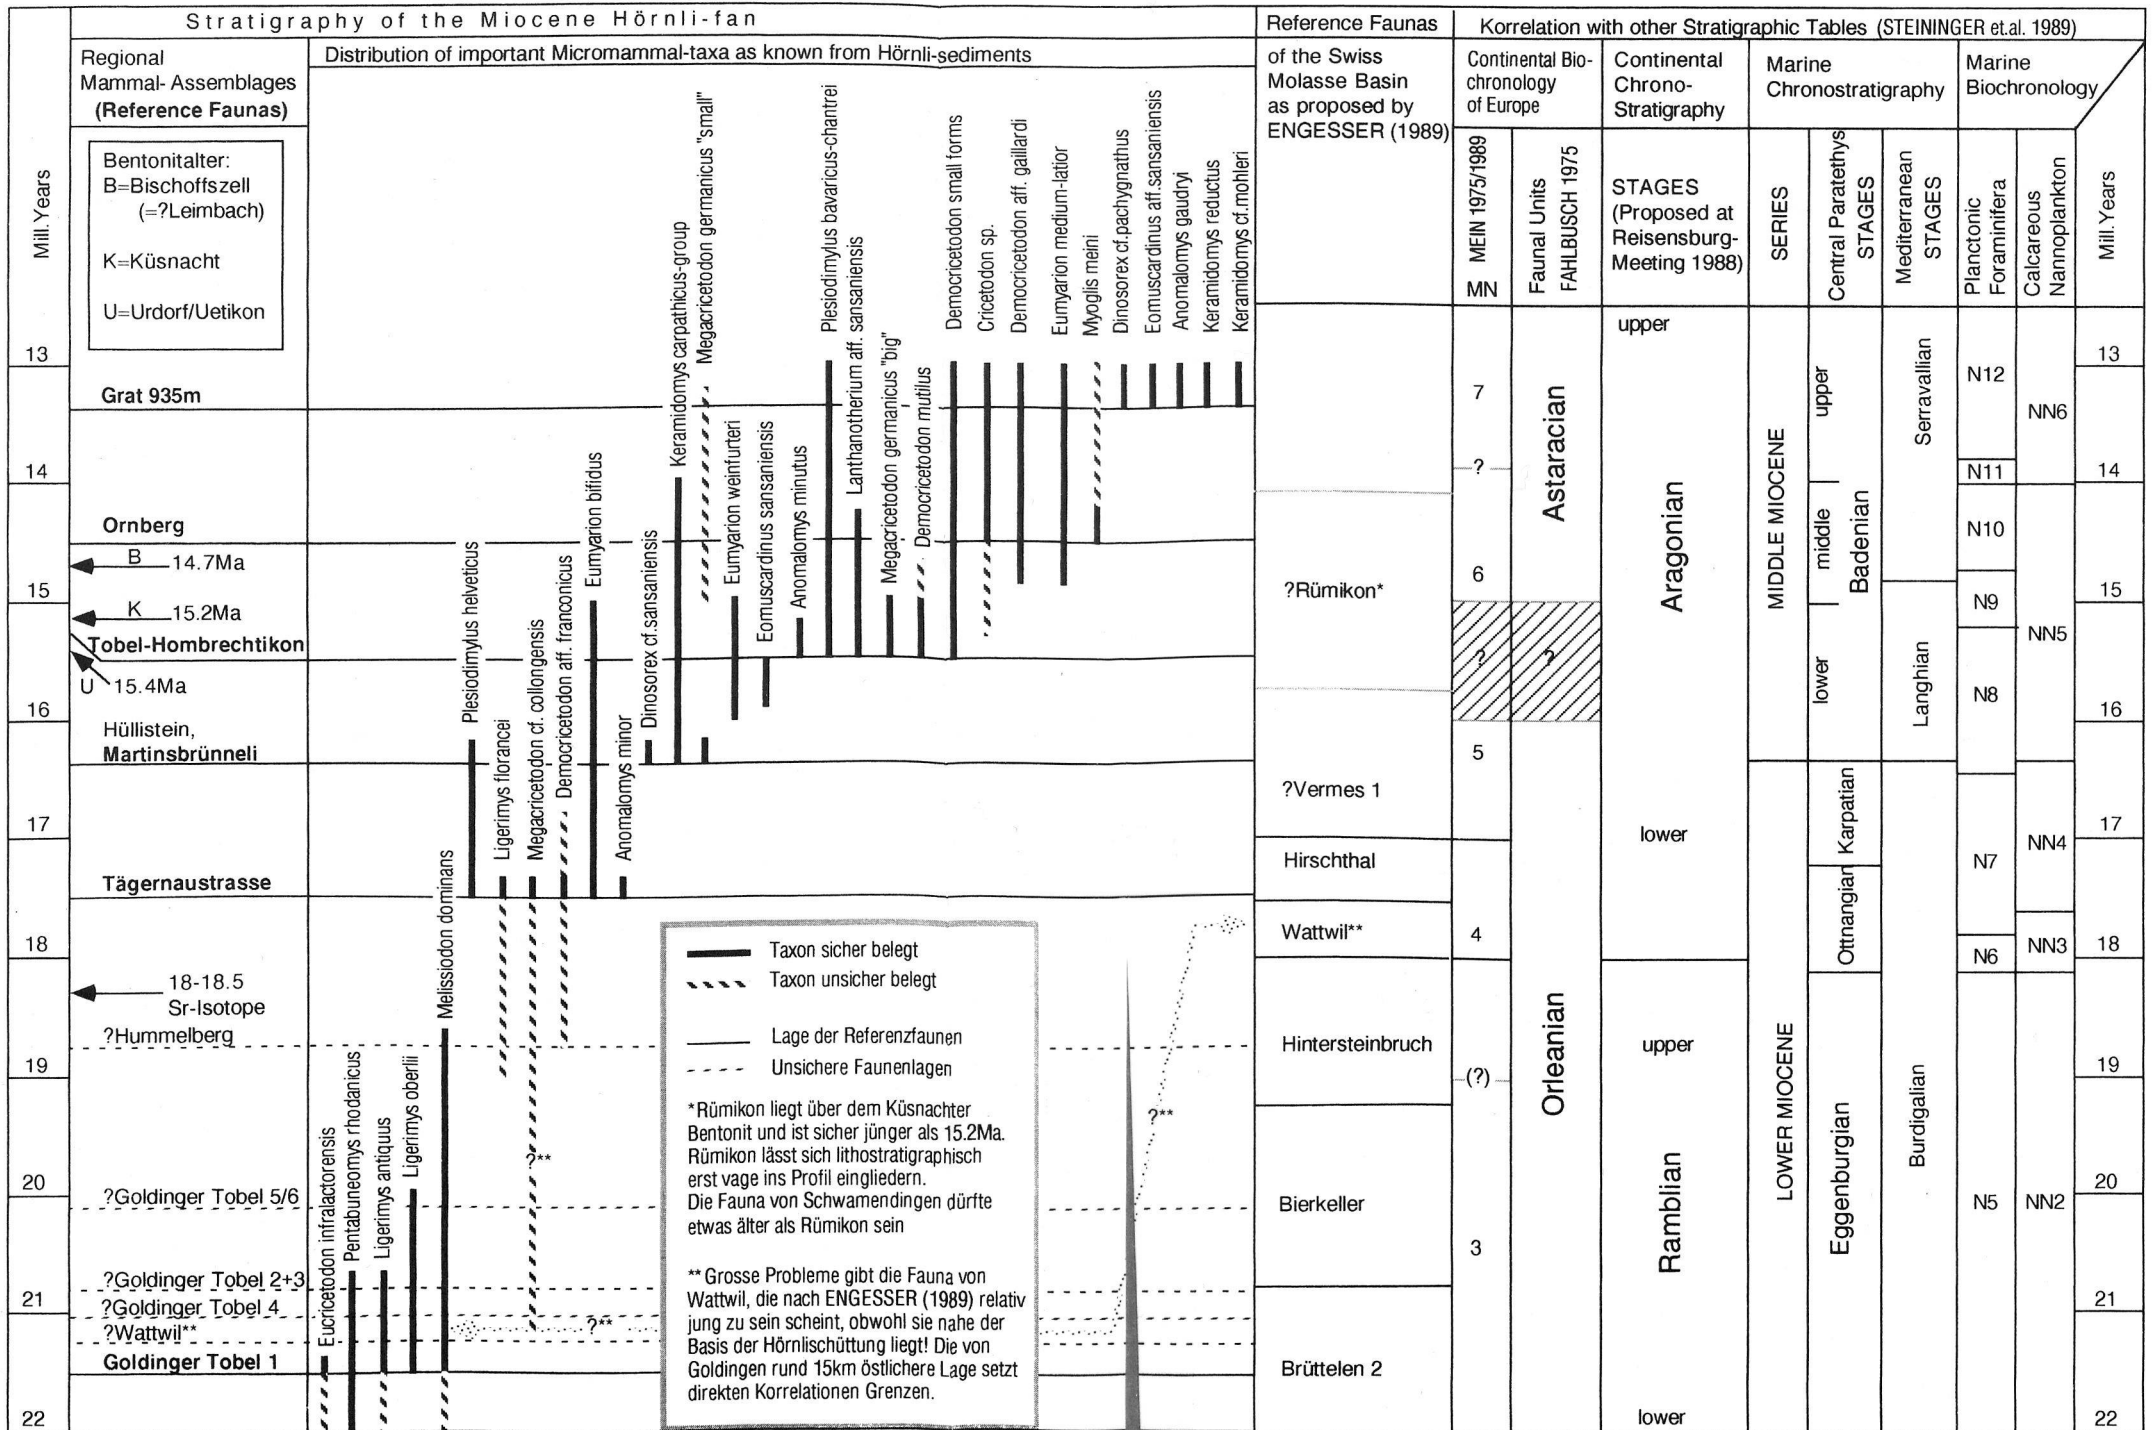 Stratigraphy of the Miocene Hörnli-fan
Reference Faunas
Korrelation with other Stratigraphic Tables (STEININGER et.al. 1989)
Regional
Mammal- Assemblages
(Reference Faunas)
Distribution of important Micromammal-taxa as known from Hörnli-sediments
of the Swiss
Molasse Basin
as proposed by
ENGESSER (1989)
Continental Bio-
chronology
of Europe
Continental
Chrono-
Stratigraphy
Marine
Chronostratigraphy
Marine
Biochronology
Mill.Years
Bentonitalter:
B=Bischoffszell
(=?Leimbach)
K=Küsnacht
U=Urdorf/Uetikon
MEIN 1975/1989
MN
Faunal Units
FAHLBUSCH 1975
STAGES
(Proposed at
Reisensburg-
Meeting 1988)
SERIES
Central Paratethys
STAGES
Mediterranean
STAGES
Planctonic
Foraminifera
Calcareous
Nannoplankton
Mill.Years
13
14
15
16
17
18
19
20
21
22
Grat 935m
Ornberg
B 14.7Ma
K 15.2Ma
Tobel-Hombrechtikon
U 15.4Ma
Hüllistein,
Martinsbrünneli
Tägernaustrasse
18-18.5
Sr-Isotope
?Hummelberg
?Goldinger Tobel 5/6
?Goldinger Tobel 2+3
?Goldinger Tobel 4
?Wattwil**
Goldinger Tobel 1
Eucricetodon infralactorensis
Pentabuneomys rhodanicus
Ligerimys antiquus
Ligerimys oberlii
Melissiodon dominans
Plesiodimylus helveticus
Ligerimys florancei
Megacricetodon cf. collongensis
Democricetodon aff. franconicus
Eumyarion bifidus
Anomalomys minor
Dinosorex cf.sansaniensis
Keramidomys carpathicus-group
Megacricetodon germanicus "small"
Eumyarion weinfurteri
Eomuscardinus sansaniensis
Anomalomys minutus
Plesiodimylus bavaricus-chantrei
Lanthanotherium aff. sansaniensis
Megacricetodon germanicus "big"
Democricetodon mutilus
Democricetodon small forms
Cricetodon sp.
Democricetodon aff. gaillardi
Eumyarion medium-latior
Myoglis meini
Dinosorex cf.pachygnathus
Eomuscardinus aff.sansaniensis
Anomalomys gaudryi
Keramidomys reductus
Keramidomys cf.mohleri
?**
?**
?**
Taxon sicher belegt
Taxon unsicher belegt
Lage der Referenzfaunen
Unsichere Faunenlagen
*Rümikon liegt über dem Küsnachter
Bentonit und ist sicher jünger als 15.2Ma.
Rümikon lässt sich lithostratigraphisch
erst vage ins Profil eingliedern.
Die Fauna von Schwamendingen dürfte
etwas älter als Rümikon sein
** Grosse Probleme gibt die Fauna von
Wattwil, die nach ENGESSER (1989) relativ
jung zu sein scheint, obwohl sie nahe der
Basis der Hörnlischüttung liegt! Die von
Goldingen rund 15km östlichere Lage setzt
direkten Korrelationen Grenzen.
?Rümikon*
?Vermes 1
Hirschthal
Wattwil**
Hintersteinbruch
Bierkeller
Brüttelen 2
7
?
6
?
5
4
(?)
3
Astaracian
?
Orleanian
upper
Aragonian
lower
upper
Ramblian
lower
MIDDLE MIOCENE
LOWER MIOCENE
upper
middle
lower
Badenian
Karpatian
Ottnangian
Eggenburgian
Serravallian
Langhian
Burdigalian
N12
N11
N10
N9
N8
N7
N6
N5
NN6
NN5
NN4
NN3
NN2
13
14
15
16
17
18
19
20
21
22